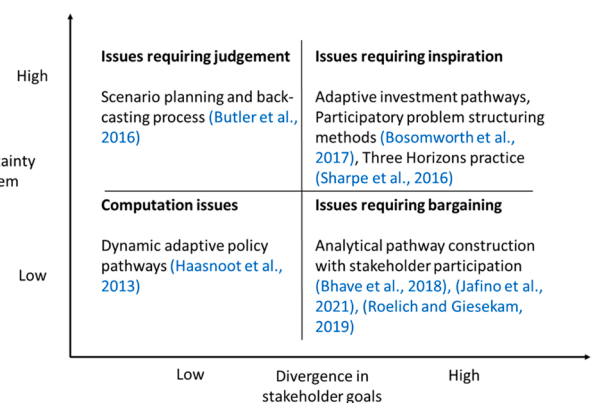 High
Issues requiring judgement
Scenario planning and back-
casting process (Butler et al.,
2016)
Issues requiring inspiration
Adaptive investment pathways,
Participatory problem structuring
methods (Bosomworth et al.,
2017), Three Horizons practice
(Sharpe et al., 2016)
Low
Computation issues
Dynamic adaptive policy
pathways (Haasnoot et al.,
2013)
Issues requiring bargaining
Analytical pathway construction
with stakeholder participation
(Bhave et al., 2018), (Jafino et al.,
2021), (Roelich and Giesekam,
2019)
Low
Divergence in
stakeholder goals
High